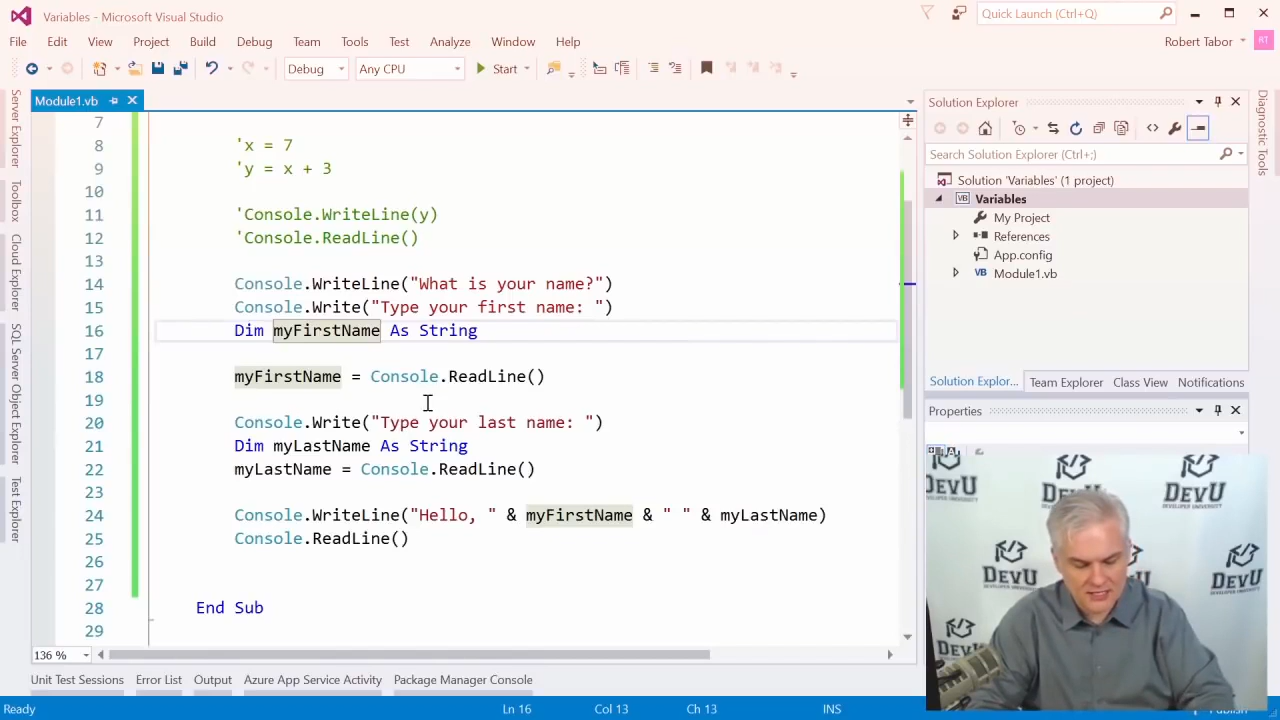 Variables - Microsoft Visual Studio
Quick Launch (Ctrl+Q)
File Edit View Project Build Debug Team Tools Test Analyze Window Help
Robert Tabor RT
Debug Any CPU Start
Module1.vb
7
8 'x = 7
9 'y = x + 3
10
11 'Console.WriteLine(y)
12 'Console.ReadLine()
13
14 Console.WriteLine("What is your name?")
15 Console.Write("Type your first name: ")
16 Dim myFirstName As String
17
18 myFirstName = Console.ReadLine()
19
20 Console.Write("Type your last name: ")
21 Dim myLastName As String
22 myLastName = Console.ReadLine()
23
24 Console.WriteLine("Hello, " & myFirstName & " " & myLastName)
25 Console.ReadLine()
26
27
28 End Sub
29
136 %
Server Explorer
Toolbox
Cloud Explorer
SQL Server Object Explorer
Test Explorer
Solution Explorer
Search Solution Explorer (Ctrl+;)
Solution 'Variables' (1 project)
VB Variables
My Project
References
App.config
VB Module1.vb
Solution Explor... Team Explorer Class View Notifications
Properties
Diagnostic Tools
DEVU
DEVELOPER UNIVERSITY
DEVU
DEVU
DEVU
DEVU
Unit Test Sessions Error List Output Azure App Service Activity Package Manager Console
Ready Ln 16 Col 13 Ch 13 INS Publish